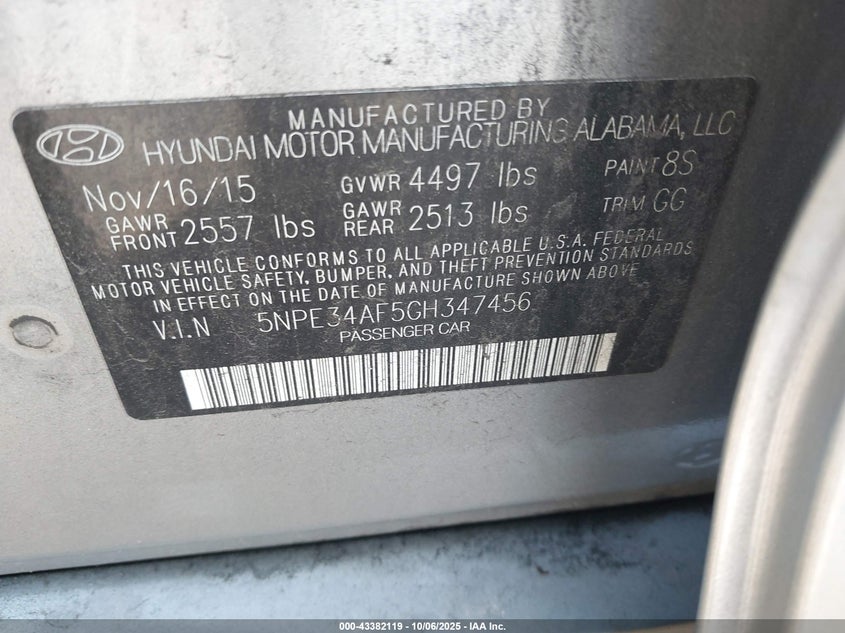 MANUFACTURED BY
HYUNDAI MOTOR MANUFACTURING ALABAMA, LLC
Nov/16/15 GVWR 4497 lbs PAINT 8S
GAWR FRONT 2557 lbs GAWR REAR 2513 lbs TRIM GG
THIS VEHICLE CONFORMS TO ALL APPLICABLE U.S.A. FEDERAL
MOTOR VEHICLE SAFETY, BUMPER, AND THEFT PREVENTION STANDARDS
IN EFFECT ON THE DATE OF MANUFACTURE SHOWN ABOVE
V.I.N 5NPE34AF5GH347456
PASSENGER CAR
000-43382119 - 10/06/2025 - IAA Inc.